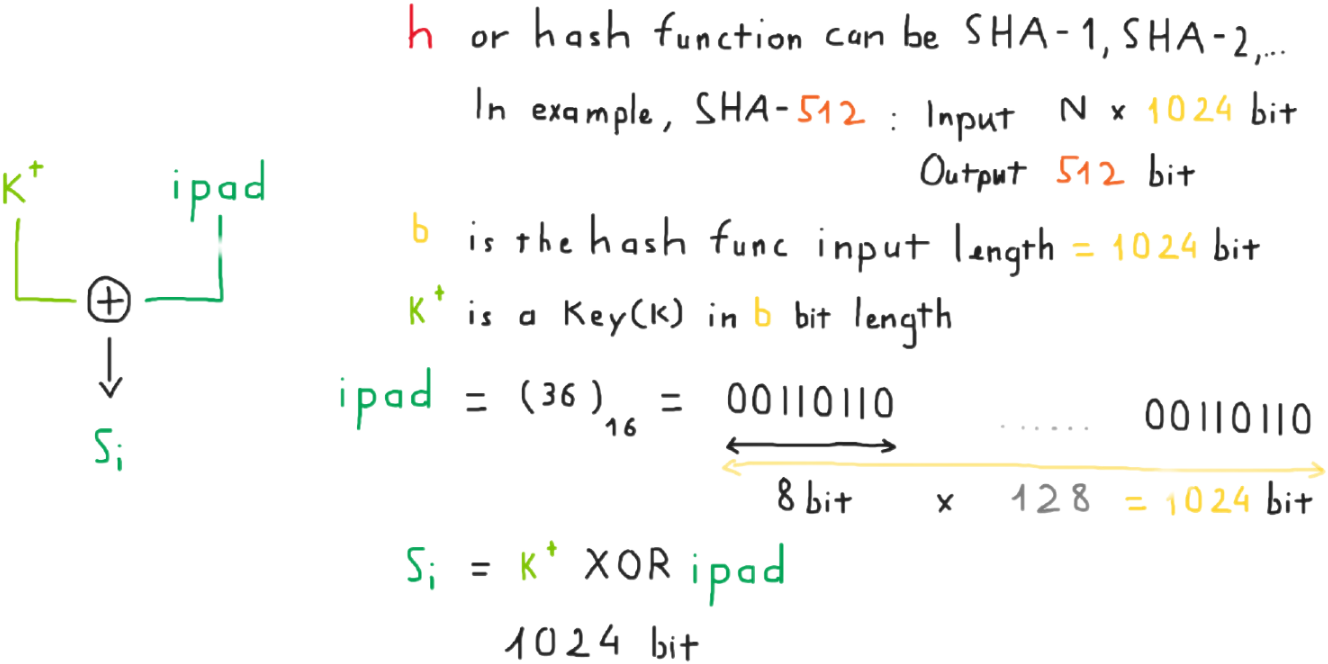 h or hash function can be SHA-1, SHA-2,...
In example, SHA-512 : Input N x 1024 bit
Output 512 bit
K+ ipad
b is the hash func input length = 1024 bit
⊕
K+ is a Key(K) in b bit length
ipad = (36)16 = 00110110 ...... 00110110
Si
8 bit x 128 = 1024 bit
Si = K+ XOR ipad
1024 bit